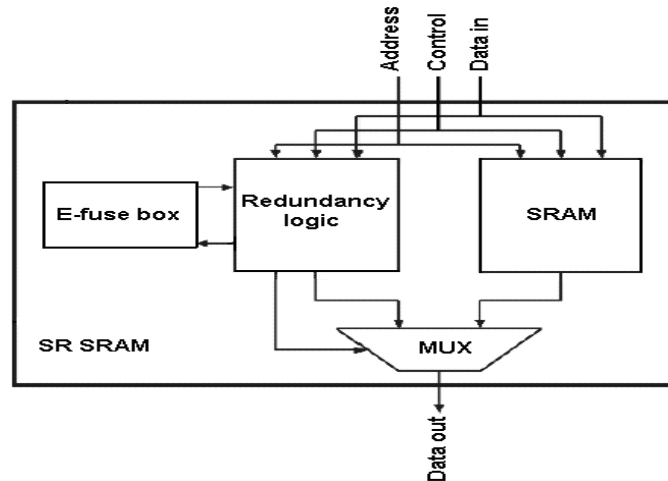 Address
Control
Data in
E-fuse box
Redundancy
logic
SRAM
SR SRAM
MUX
Data out